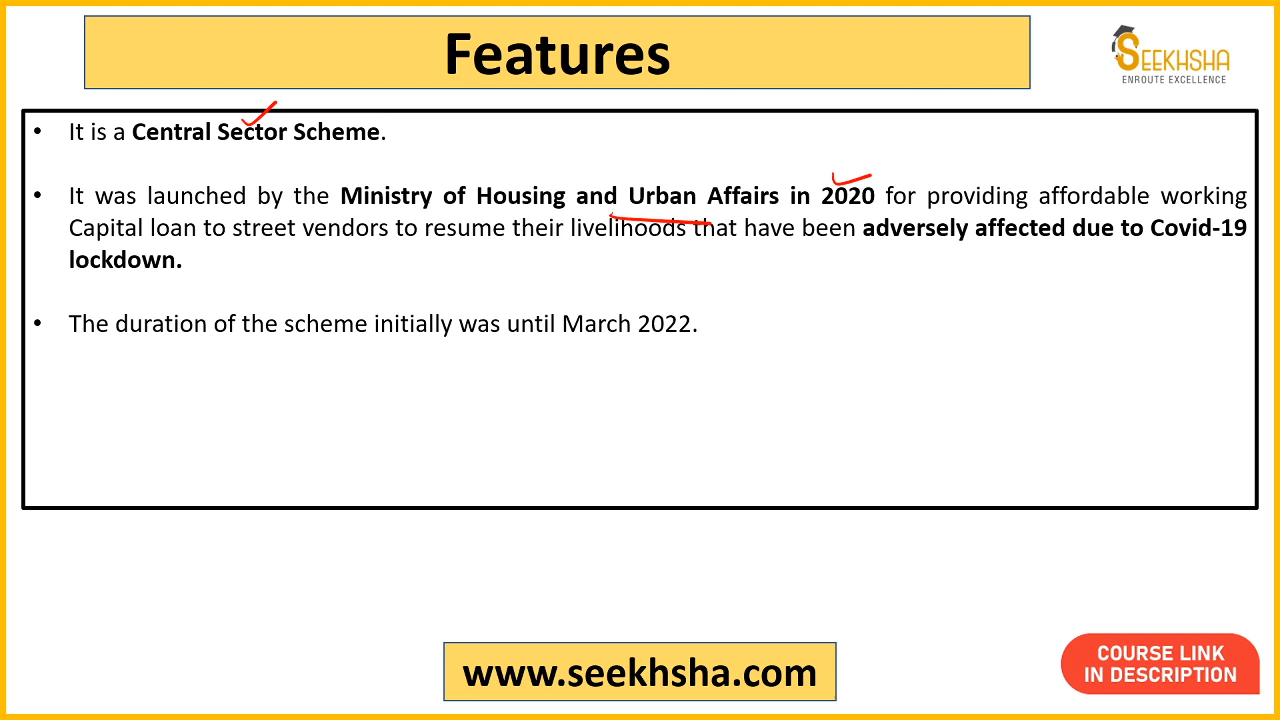 Features
SEEKHSHA
ENROUTE EXCELLENCE
• It is a Central Sector Scheme.
• It was launched by the Ministry of Housing and Urban Affairs in 2020 for providing affordable working
Capital loan to street vendors to resume their livelihoods that have been adversely affected due to Covid-19
lockdown.
• The duration of the scheme initially was until March 2022.
www.seekhsha.com
COURSE LINK
IN DESCRIPTION